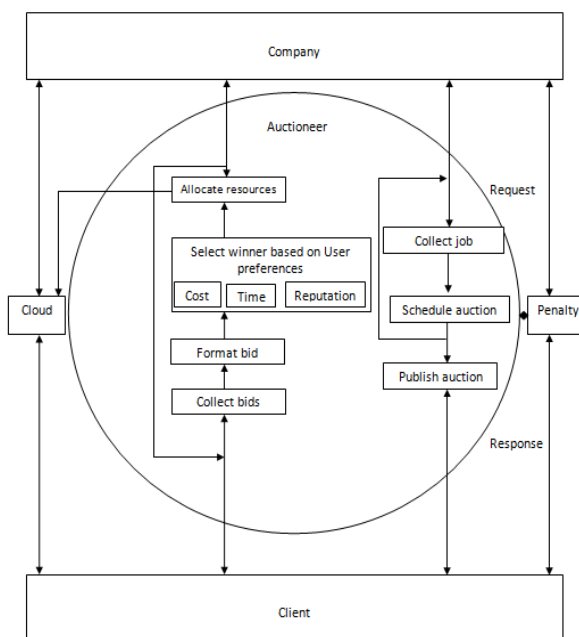 Company
Auctioneer
Allocate resources
Request
Collect job
Select winner based on User
preferences
Cost
Time
Reputation
Cloud
Schedule auction
Penalty
Format bid
Publish auction
Collect bids
Response
Client